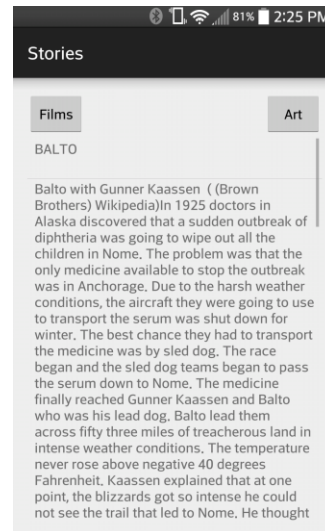 81% 2:25 PM
Stories
Films Art
BALTO
Balto with Gunner Kaassen ( (Brown
Brothers) Wikipedia)In 1925 doctors in
Alaska discovered that a sudden outbreak of
diphtheria was going to wipe out all the
children in Nome. The problem was that the
only medicine available to stop the outbreak
was in Anchorage. Due to the harsh weather
conditions, the aircraft they were going to use
to transport the serum was shut down for
winter. The best chance they had to transport
the medicine was by sled dog. The race
began and the sled dog teams began to pass
the serum down to Nome. The medicine
finally reached Gunner Kaassen and Balto
who was his lead dog. Balto lead them
across fifty three miles of treacherous land in
intense weather conditions. The temperature
never rose above negative 40 degrees
Fahrenheit. Kaassen explained that at one
point, the blizzards got so intense he could
not see the trail that led to Nome. He thought